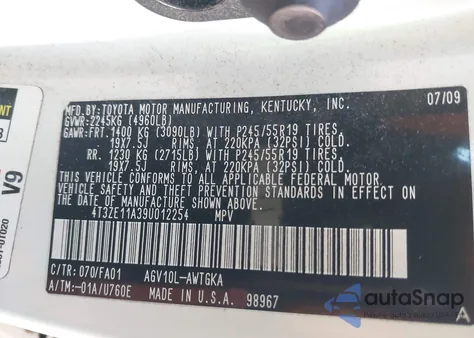 MFD.BY:TOYOTA MOTOR MANUFACTURING, KENTUCKY, INC. 07/09
GVWR:2245KG (4960LB)
GAWR:FRT.1400 KG (3090LB) WITH P245/55R19 TIRES,
19X7.5J RIMS, AT 220KPA (32PSI) COLD.
RR. 1230 KG (2715LB) WITH P245/55R19 TIRES,
19X7.5J RIMS, AT 220KPA (32PSI) COLD.
THIS VEHICLE CONFORMS TO ALL APPLICABLE FEDERAL MOTOR
VEHICLE SAFETY AND THEFT PREVENTION STANDARDS IN EFFECT ON
THE DATE OF MANUFACTURE SHOWN ABOVE.
4T3ZE11A39U012254 MPV
C/TR: 070/FA01 AGV10L-AWTGKA
A/TM:-01A/U760E MADE IN U.S.A. 98967
A
V9
autoSnap